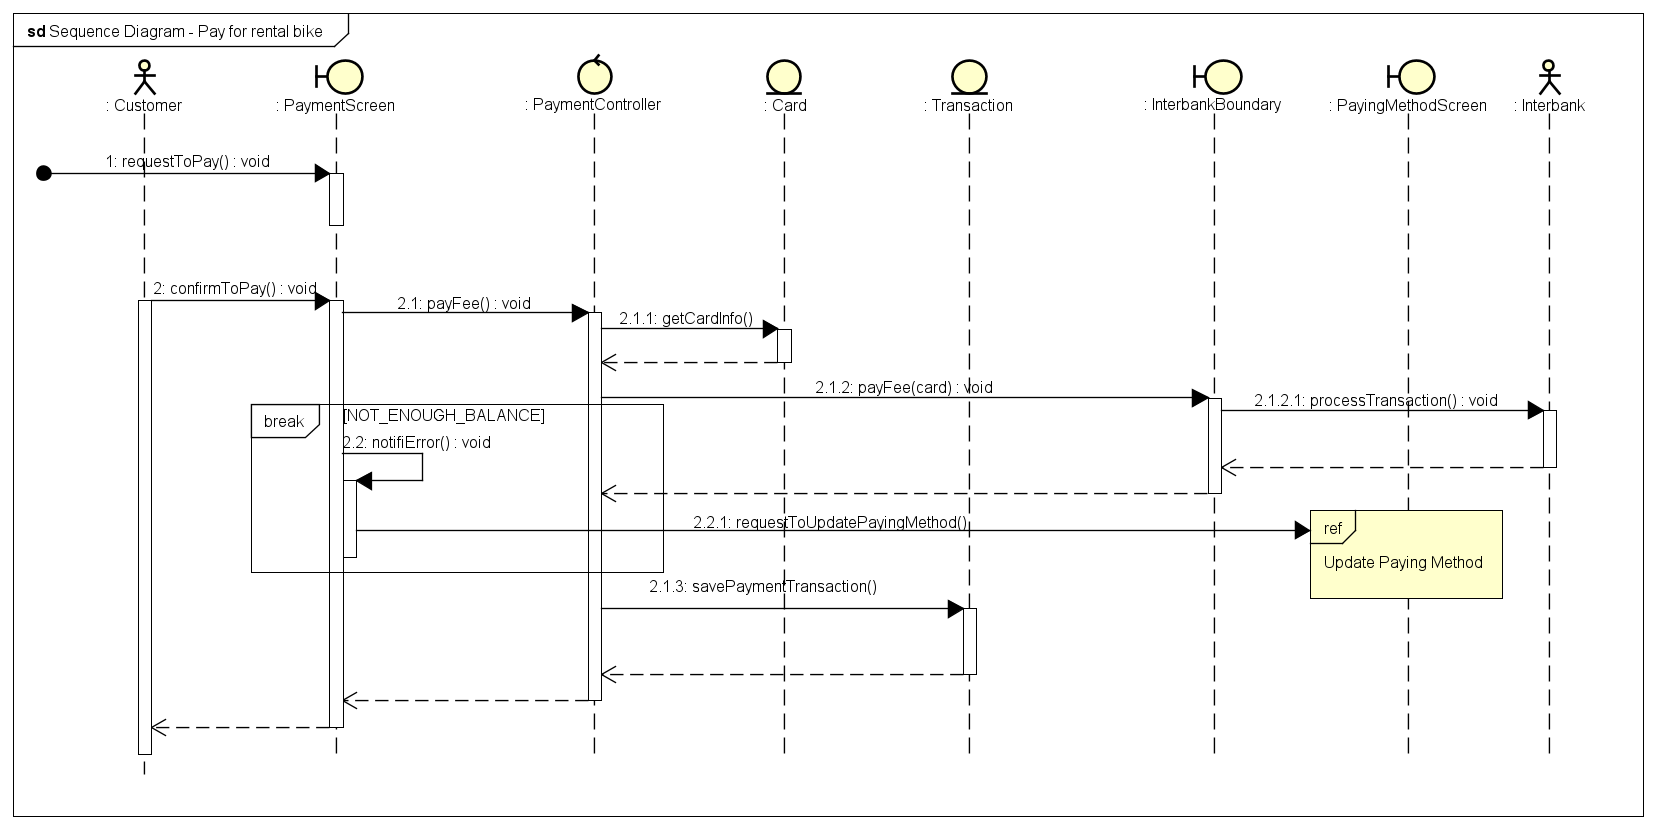 sd Sequence Diagram - Pay for rental bike
: Customer
: PaymentScreen
: PaymentController
: Card
: Transaction
: InterbankBoundary
: PayingMethodScreen
: Interbank
1: requestToPay() : void
2: confirmToPay() : void
2.1: payFee() : void
2.1.1: getCardInfo()
2.1.2: payFee(card) : void
2.1.2.1: processTransaction() : void
break
[NOT_ENOUGH_BALANCE]
2.2: notifiError() : void
2.2.1: requestToUpdatePayingMethod()
ref
Update Paying Method
2.1.3: savePaymentTransaction()